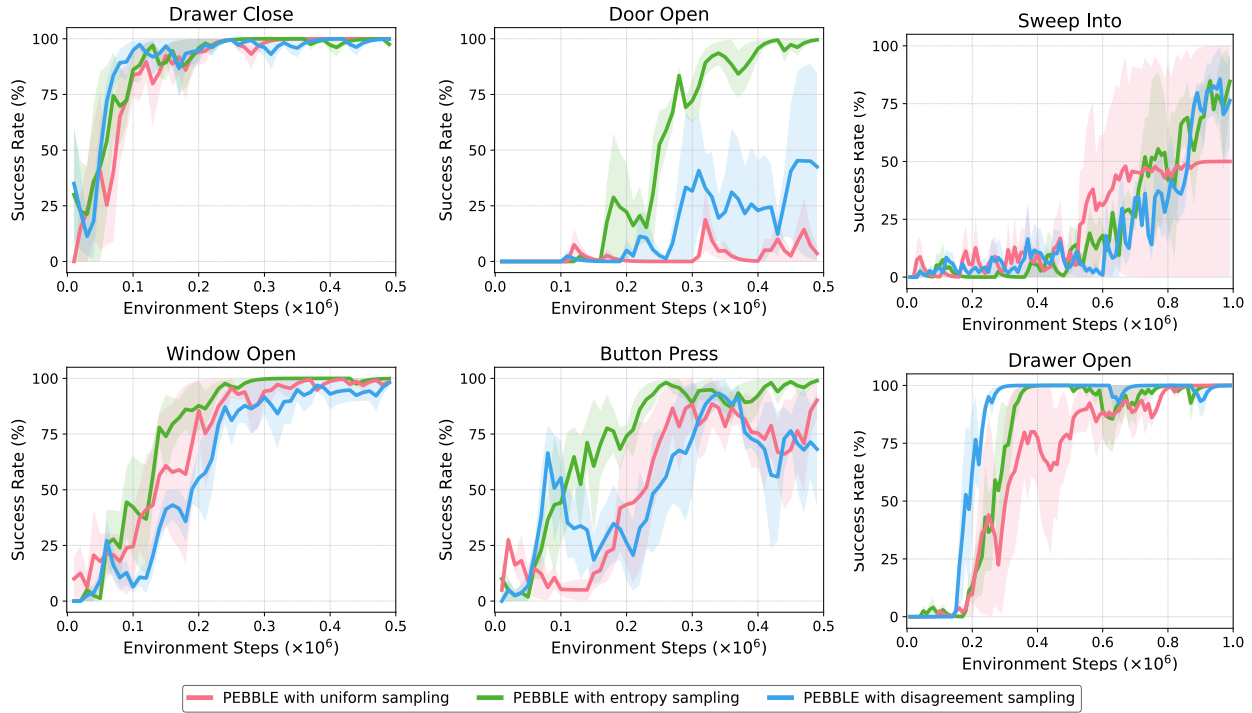 Drawer Close
Success Rate (%)
100
75
50
25
0
0.0 0.1 0.2 0.3 0.4 0.5
Environment Steps (×10⁶)
Door Open
Success Rate (%)
100
75
50
25
0
0.0 0.1 0.2 0.3 0.4 0.5
Environment Steps (×10⁶)
Sweep Into
Success Rate (%)
100
75
50
25
0
0.0 0.2 0.4 0.6 0.8 1.0
Environment Steps (×10⁶)
Window Open
Success Rate (%)
100
75
50
25
0
0.0 0.1 0.2 0.3 0.4 0.5
Environment Steps (×10⁶)
Button Press
Success Rate (%)
100
75
50
25
0
0.0 0.1 0.2 0.3 0.4 0.5
Environment Steps (×10⁶)
Drawer Open
Success Rate (%)
100
75
50
25
0
0.0 0.2 0.4 0.6 0.8 1.0
Environment Steps (×10⁶)
PEBBLE with uniform sampling PEBBLE with entropy sampling PEBBLE with disagreement sampling